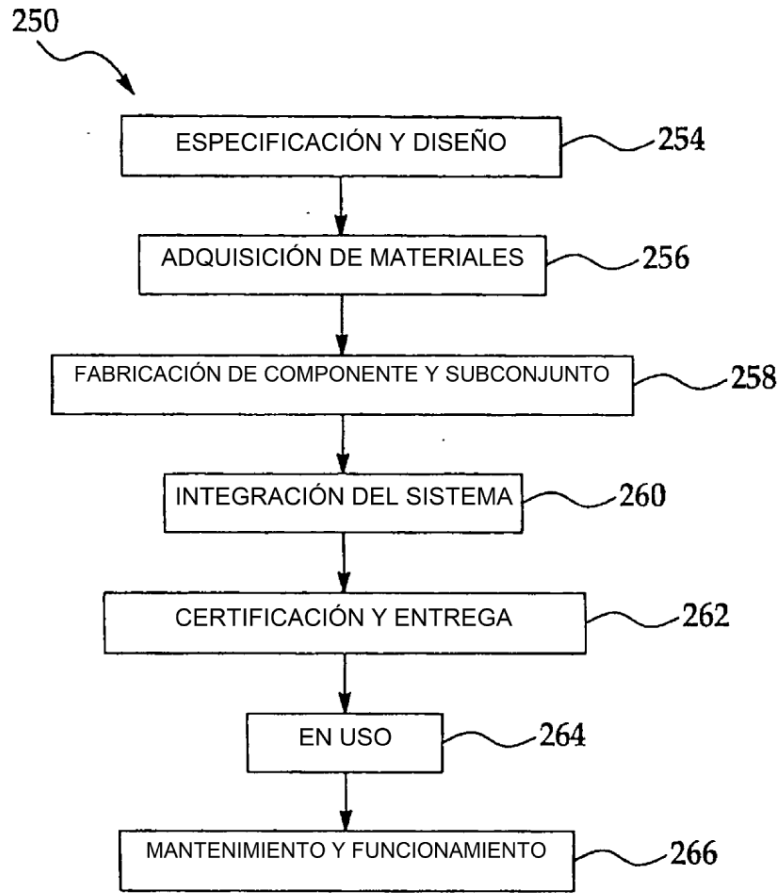 250
ESPECIFICACIÓN Y DISEÑO 254
ADQUISICIÓN DE MATERIALES 256
FABRICACIÓN DE COMPONENTE Y SUBCONJUNTO 258
INTEGRACIÓN DEL SISTEMA 260
CERTIFICACIÓN Y ENTREGA 262
EN USO 264
MANTENIMIENTO Y FUNCIONAMIENTO 266